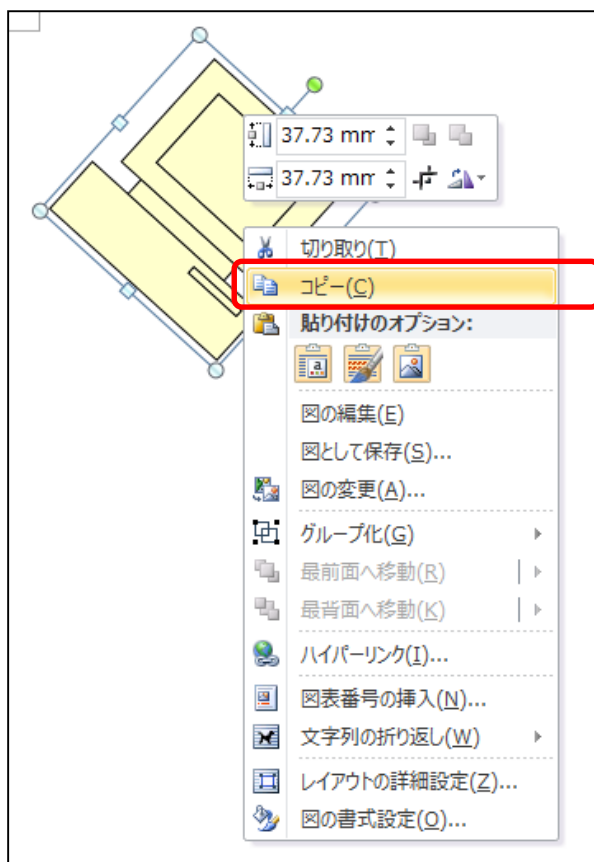 37.73 mm
37.73 mm
切り取り(T)
コピー(C)
貼り付けのオプション:
図の編集(E)
図として保存(S)...
図の変更(A)...
グループ化(G)
最前面へ移動(R)
最背面へ移動(K)
ハイパーリンク(I)...
図表番号の挿入(N)...
文字列の折り返し(W)
レイアウトの詳細設定(Z)...
図の書式設定(O)...